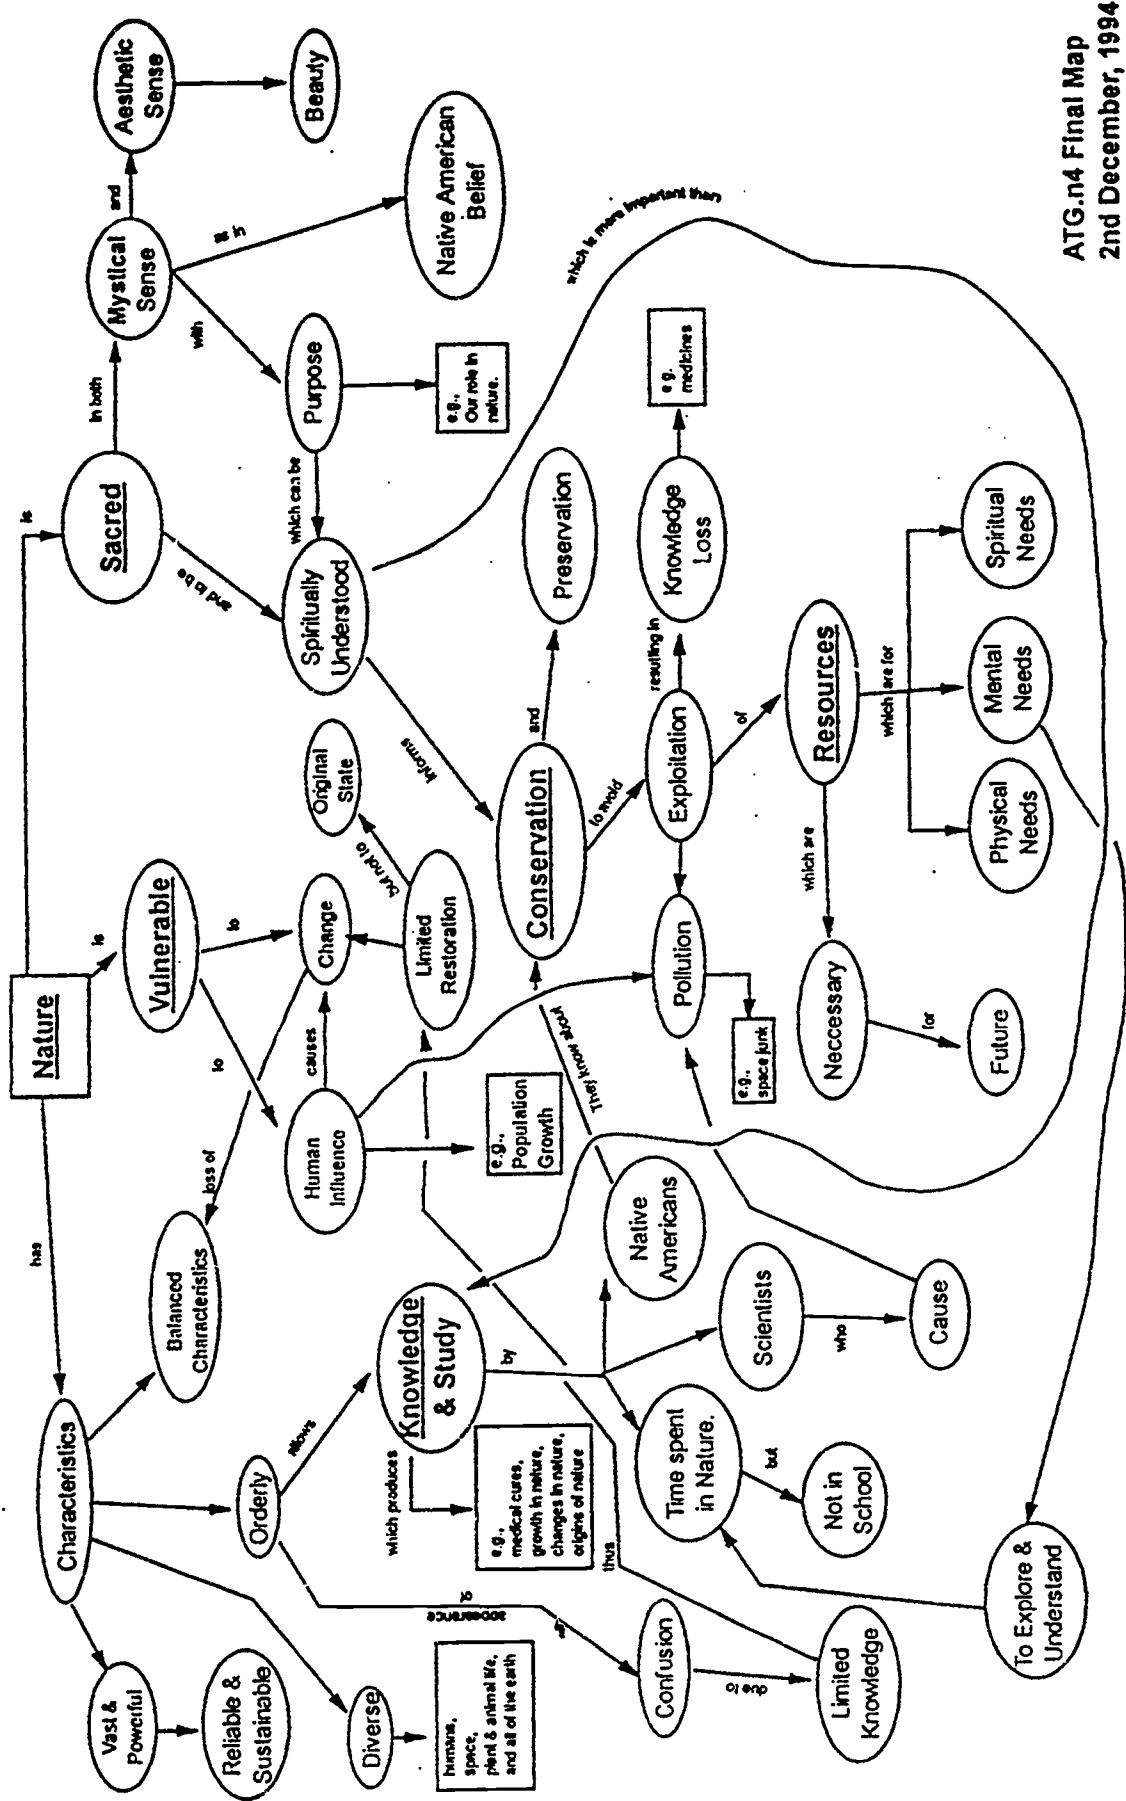 Nature
is
Sacred
in both
Mystical
Sense
and
Aesthetic
Sense
Beauty
as in
Native American
Belief
with
Purpose
e.g.,
Our role in
nature.
which can be
and to be
Spiritually
Understood
which is more important than
informs
Conservation
and
Preservation
to avoid
Exploitation
resulting in
Knowledge
Loss
e.g.
medicines
of
Resources
which are for
Physical
Needs
Mental
Needs
Spiritual
Needs
which are
Neccessary
for
Future
Pollution
e.g.,
space junk
is
Vulnerable
to
Change
to
Human
Influence
causes
e.g.,
Population
Growth
loss of
Balanced
Characteristics
Limited
Restoration
but not to
Original
State
has
Characteristics
Vast &
Powerful
Reliable &
Sustainable
Diverse
humans,
space,
plant & animal life,
and all of the earth
Orderly
Allows
Knowledge
& Study
which produces
e.g.,
medical cures,
growth in nature,
changes in nature,
origins of nature
by
Native
Americans
They know about
Scientists
who
Cause
Time spent
in Nature.
but
Not in
School
To Explore &
Understand
appearance
of
Confusion
due to
Limited
Knowledge
thus
ATG.n4 Final Map
2nd December, 1994